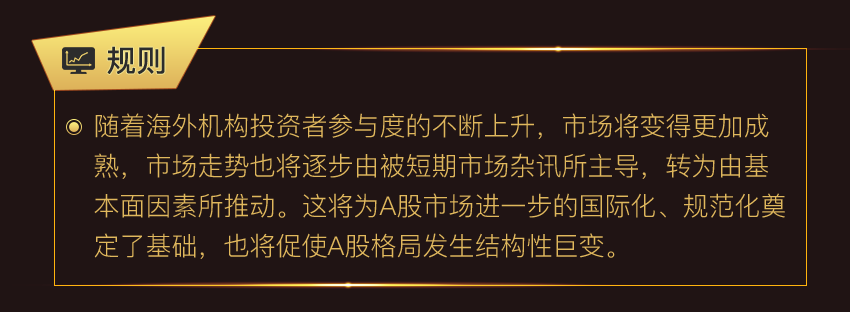 规则
随着海外机构投资者参与度的不断上升，市场将变得更加成
熟，市场走势也将逐步由被短期市场杂讯所主导，转为由基
本面因素所推动。这将为A股市场进一步的国际化、规范化奠
定了基础，也将促使A股格局发生结构性巨变。